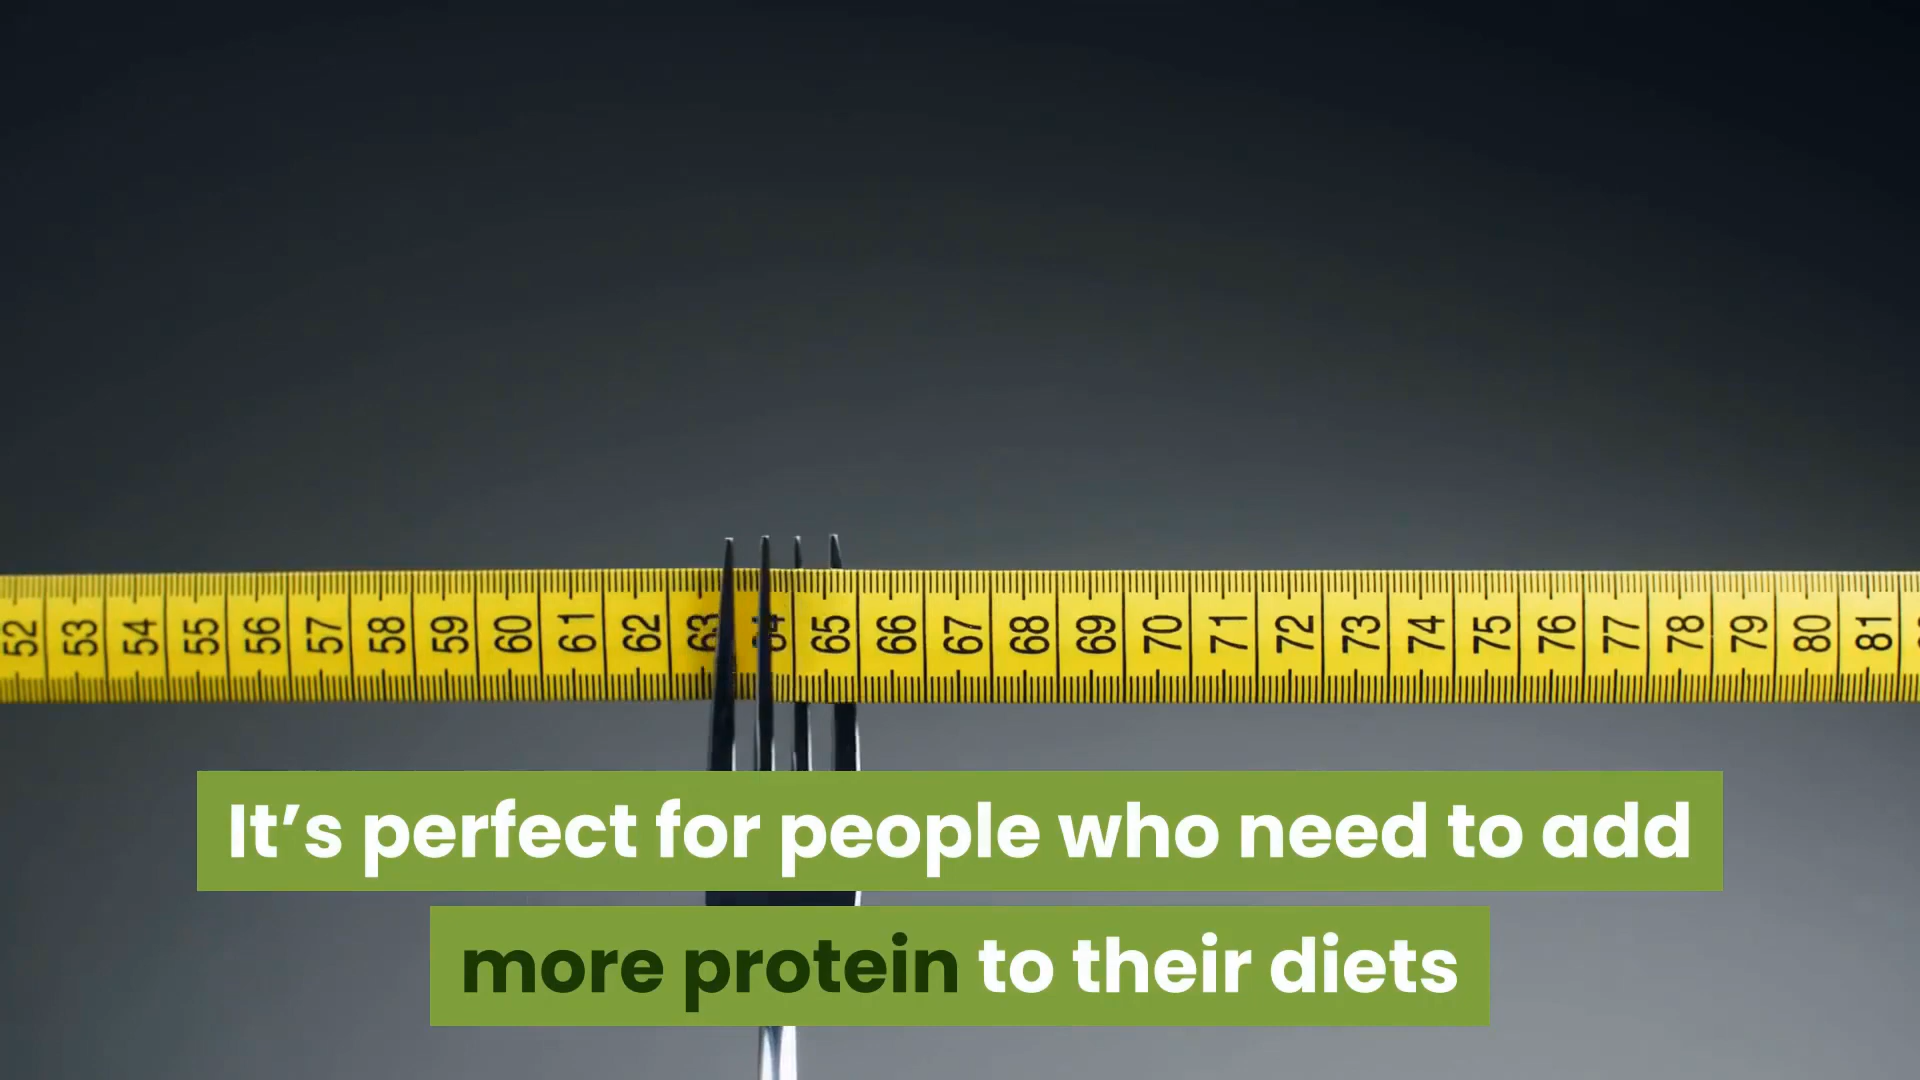 52 53 54 55 56 57 58 59 60 61 62 63 64 65 66 67 68 69 70 71 72 73 74 75 76 77 78 79 80 81
It’s perfect for people who need to add
more protein to their diets